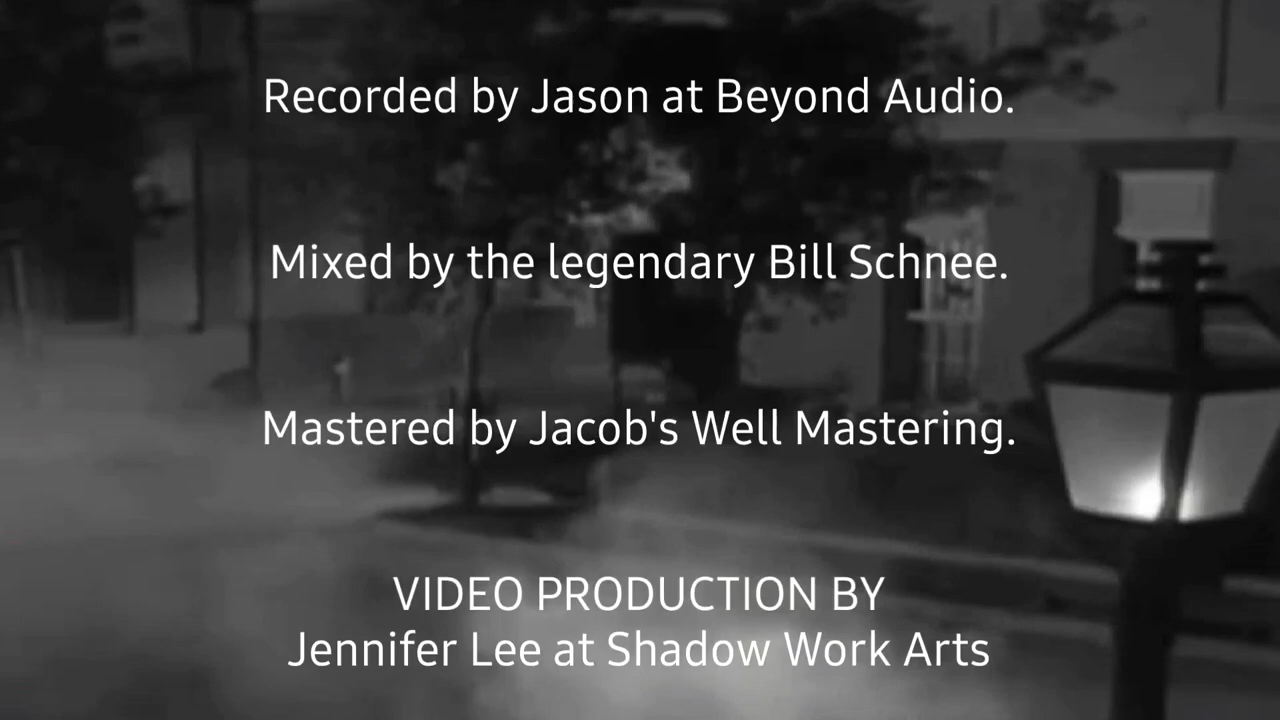 Recorded by Jason at Beyond Audio.
Mixed by the legendary Bill Schnee.
Mastered by Jacob's Well Mastering.
VIDEO PRODUCTION BY
Jennifer Lee at Shadow Work Arts